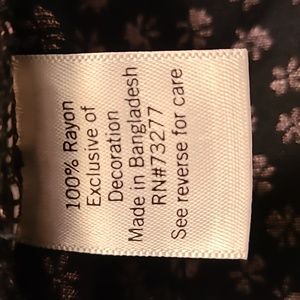 100% Rayon
Exclusive of
Decoration
Made in Bangladesh
RN#73277
See reverse for care